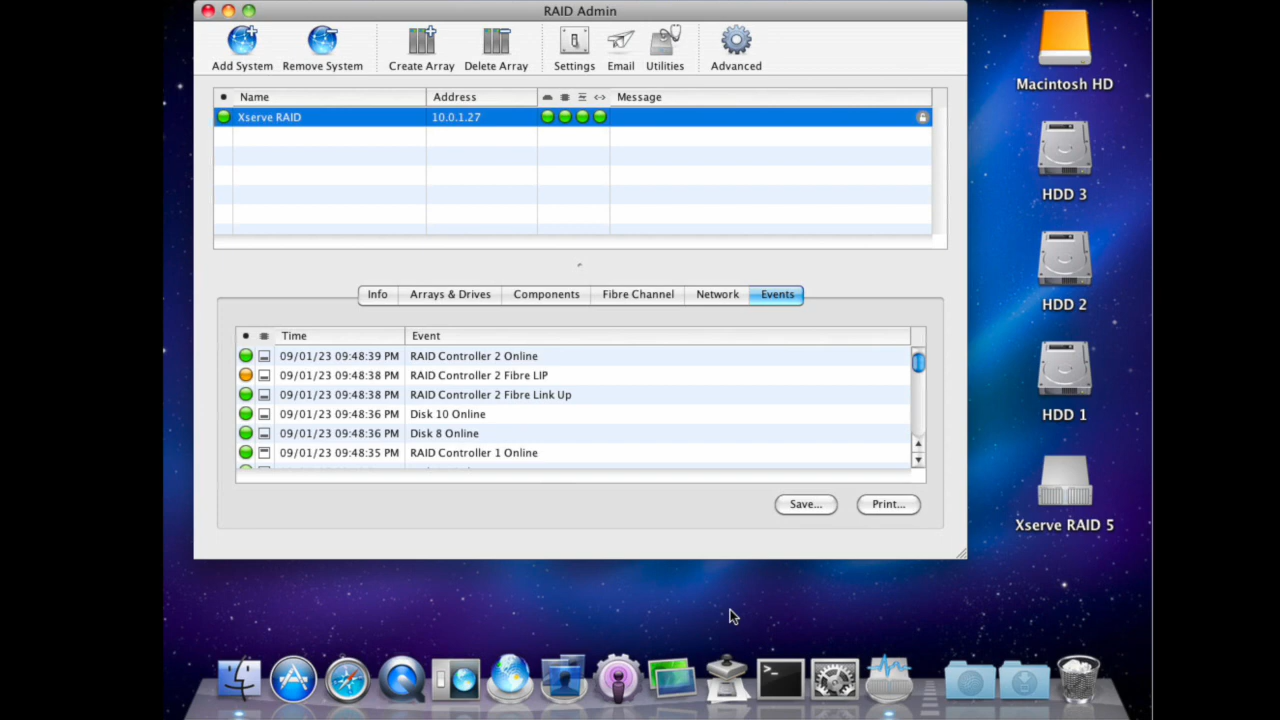 RAID Admin
Add System Remove System Create Array Delete Array Settings Email Utilities Advanced
Macintosh HD
Name Address Message
Xserve RAID 10.0.1.27
HDD 3
HDD 2
Info Arrays & Drives Components Fibre Channel Network Events
Time Event
09/01/23 09:48:39 PM RAID Controller 2 Online
09/01/23 09:48:38 PM RAID Controller 2 Fibre LIP
09/01/23 09:48:38 PM RAID Controller 2 Fibre Link Up
09/01/23 09:48:36 PM Disk 10 Online
HDD 1
09/01/23 09:48:36 PM Disk 8 Online
09/01/23 09:48:35 PM RAID Controller 1 Online
Save... Print...
Xserve RAID 5